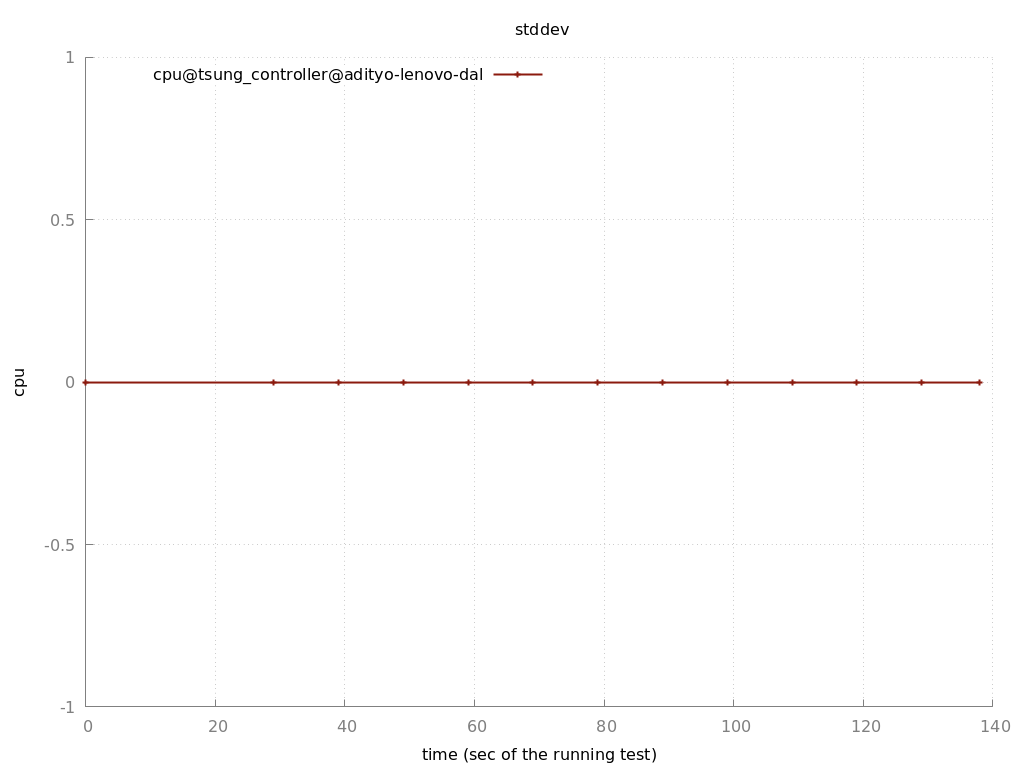 stddev
1
cpu@tsung_controller@adityo-lenovo-dal
0.5
cpu
0
-0.5
-1
0 20 40 60 80 100 120 140
time (sec of the running test)